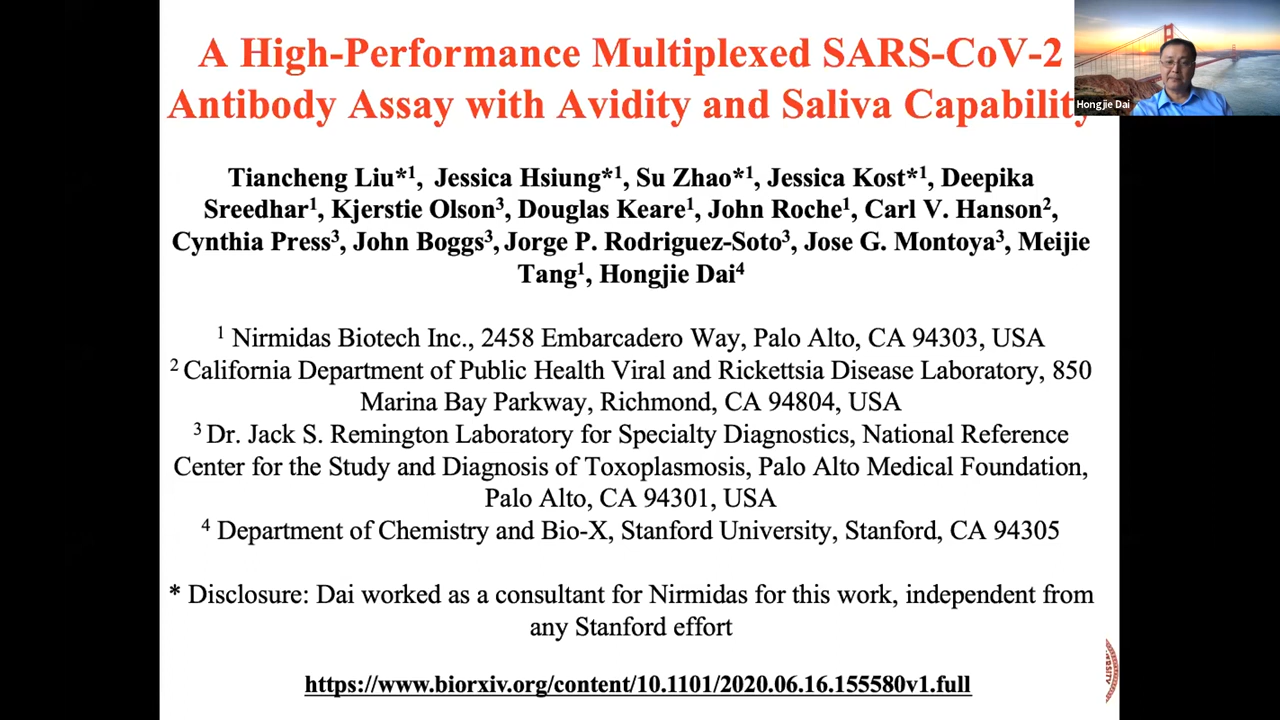 A High-Performance Multiplexed SARS-CoV-2
Antibody Assay with Avidity and Saliva Capability
Hongjie Dai
Tiancheng Liu*¹, Jessica Hsiung*¹, Su Zhao*¹, Jessica Kost*¹, Deepika
Sreedhar¹, Kjerstie Olson³, Douglas Keare¹, John Roche¹, Carl V. Hanson²,
Cynthia Press³, John Boggs³, Jorge P. Rodriguez-Soto³, Jose G. Montoya³, Meijie
Tang¹, Hongjie Dai⁴
¹ Nirmidas Biotech Inc., 2458 Embarcadero Way, Palo Alto, CA 94303, USA
² California Department of Public Health Viral and Rickettsia Disease Laboratory, 850
Marina Bay Parkway, Richmond, CA 94804, USA
³ Dr. Jack S. Remington Laboratory for Specialty Diagnostics, National Reference
Center for the Study and Diagnosis of Toxoplasmosis, Palo Alto Medical Foundation,
Palo Alto, CA 94301, USA
⁴ Department of Chemistry and Bio-X, Stanford University, Stanford, CA 94305
* Disclosure: Dai worked as a consultant for Nirmidas for this work, independent from
any Stanford effort
https://www.biorxiv.org/content/10.1101/2020.06.16.155580v1.full